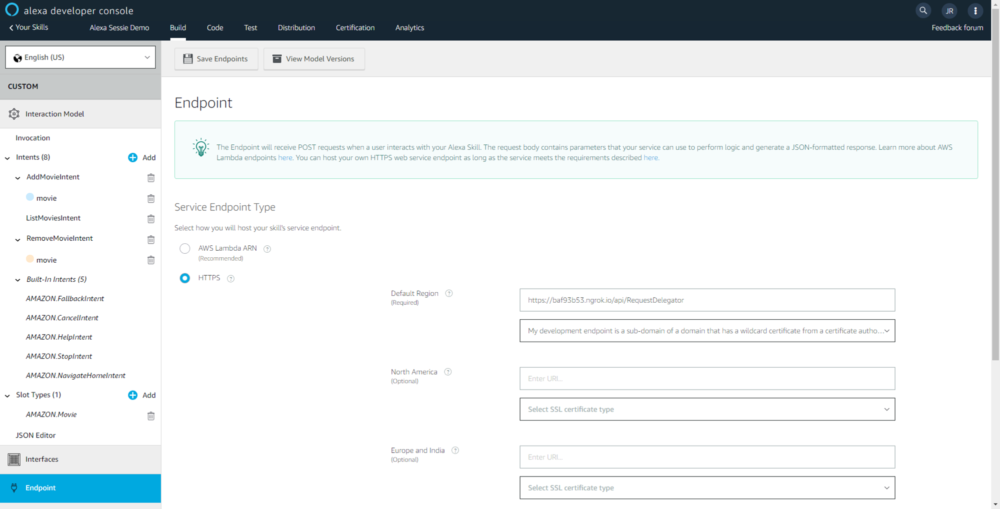 alexa developer console
JR
Your Skills
Alexa Sessie Demo
Build
Code
Test
Distribution
Certification
Analytics
Feedback forum
English (US)
Save Endpoints
View Model Versions
CUSTOM
Interaction Model
Invocation
Intents (8)
Add
AddMovieIntent
movie
ListMoviesIntent
RemoveMovieIntent
movie
Built-In Intents (5)
AMAZON.FallbackIntent
AMAZON.CancelIntent
AMAZON.HelpIntent
AMAZON.StopIntent
AMAZON.NavigateHomeIntent
Slot Types (1)
Add
AMAZON.Movie
JSON Editor
Interfaces
Endpoint
Endpoint
The Endpoint will receive POST requests when a user interacts with your Alexa Skill. The request body contains parameters that your service can use to perform logic and generate a JSON-formatted response. Learn more about AWS
Lambda endpoints here. You can host your own HTTPS web service endpoint as long as the service meets the requirements described here.
Service Endpoint Type
Select how you will host your skill's service endpoint.
AWS Lambda ARN ?
(Recommended)
HTTPS ?
Default Region ?
(Required)
https://baf93b53.ngrok.io/api/RequestDelegator
My development endpoint is a sub-domain of a domain that has a wildcard certificate from a certificate autho...
North America ?
(Optional)
Enter URI...
Select SSL certificate type
Europe and India ?
(Optional)
Enter URI...
Select SSL certificate type